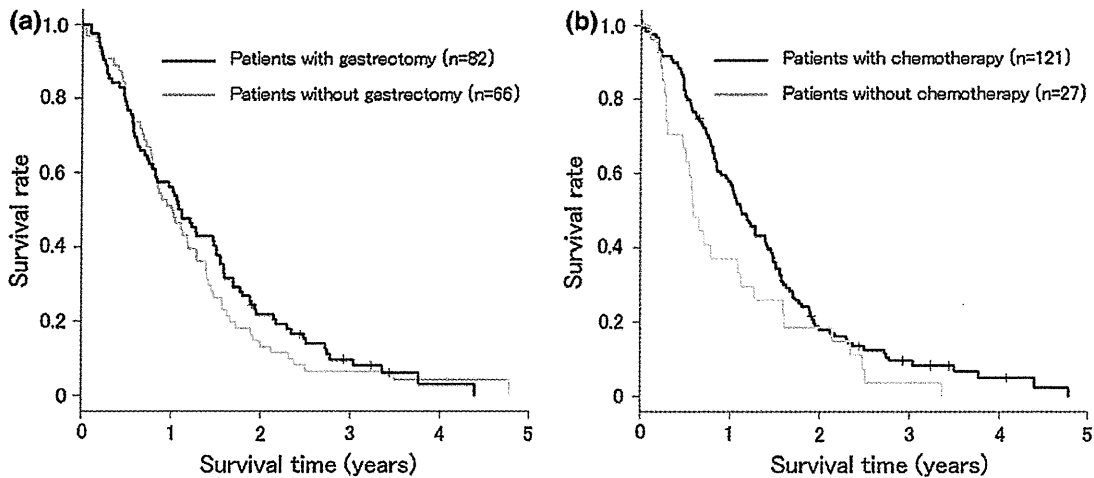 (a)
1.0
0.8
0.6
0.4
0.2
0
Survival rate
Patients with gastrectomy (n=82)
Patients without gastrectomy (n=66)
0 1 2 3 4 5
Survival time (years)
(b)
1.0
0.8
0.6
0.4
0.2
0
Survival rate
Patients with chemotherapy (n=121)
Patients without chemotherapy (n=27)
0 1 2 3 4 5
Survival time (years)